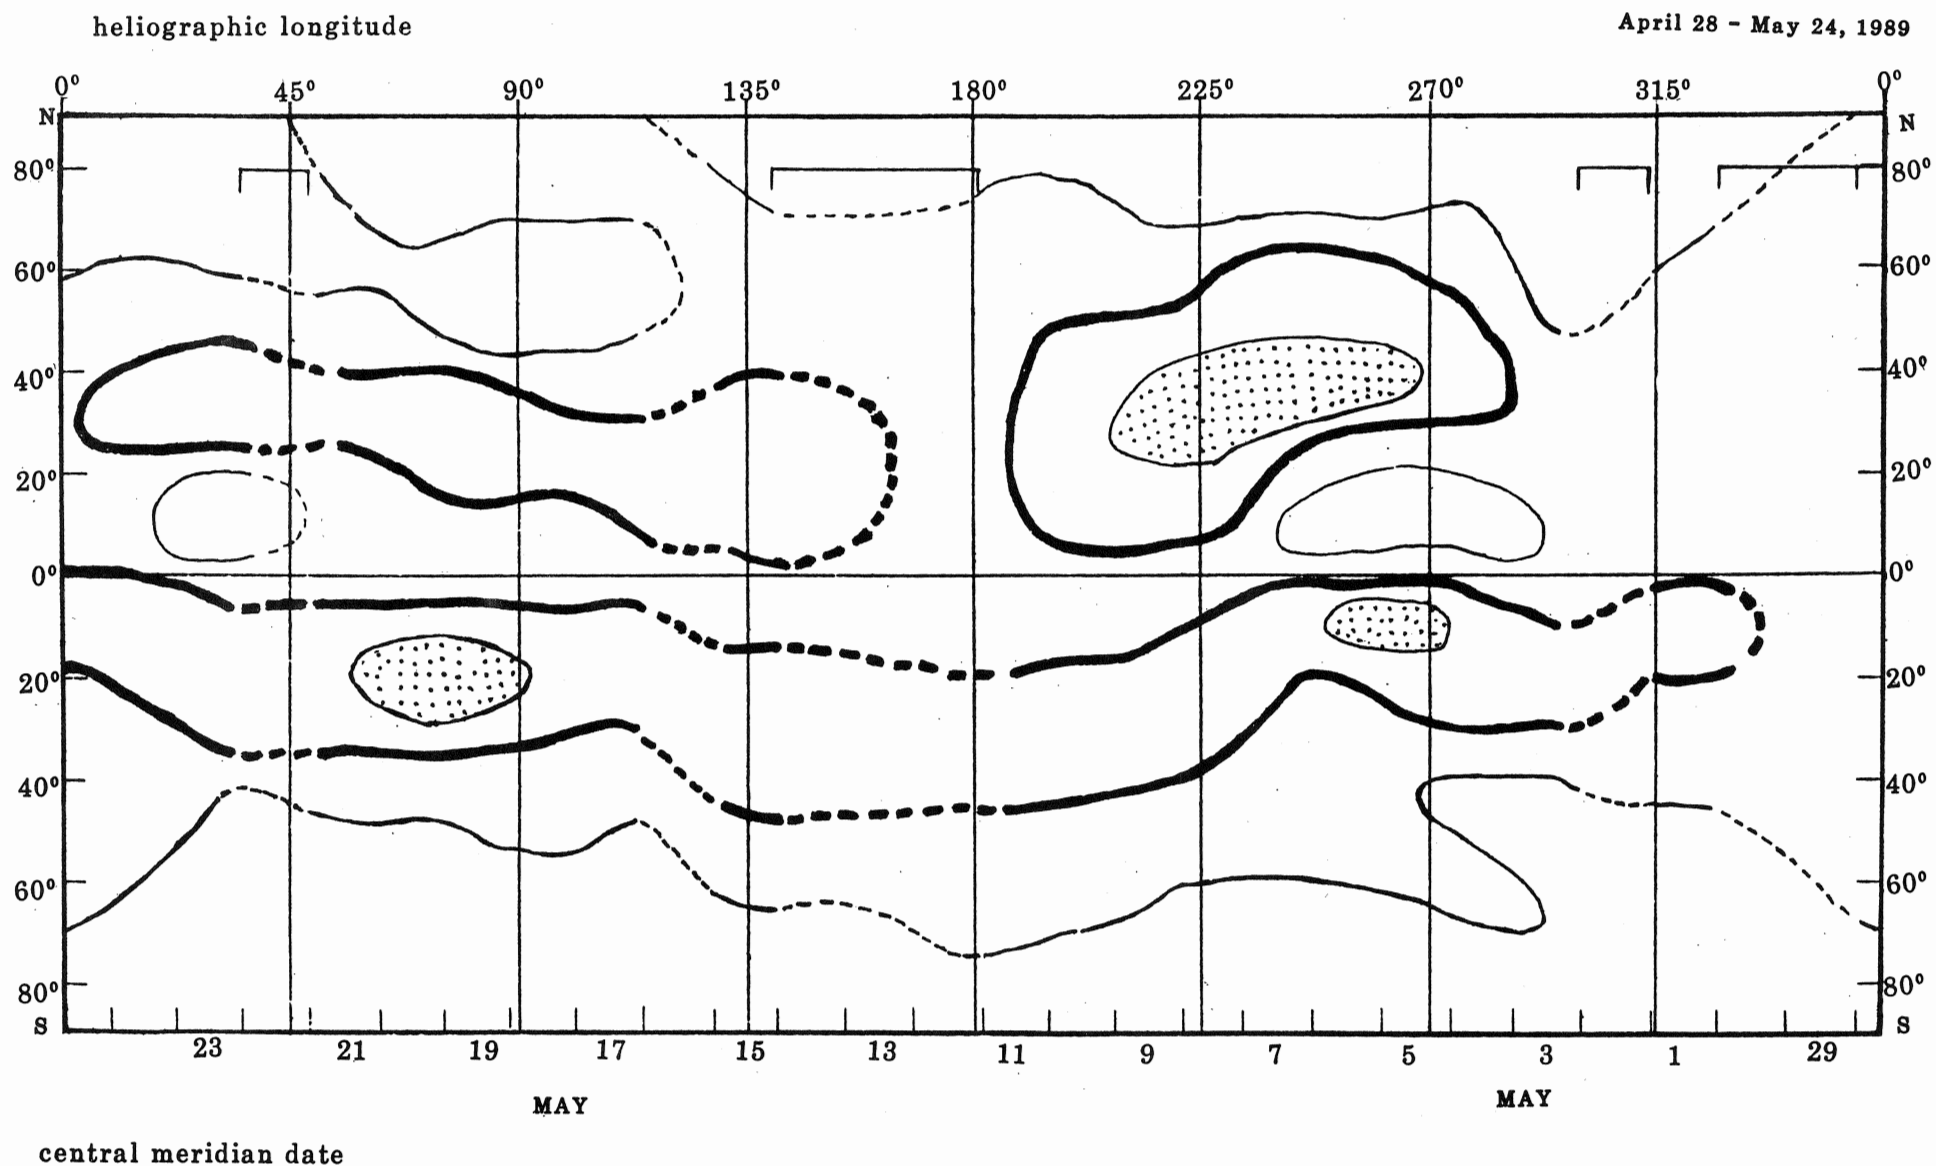 heliographic longitude
April 28 - May 24, 1989
0° 45° 90° 135° 180° 225° 270° 315° 0°
N N
80° 80°
60° 60°
40° 40°
20° 20°
0° 0°
20° 20°
40° 40°
60° 60°
80° 80°
S S
23 21 19 17 15 13 11 9 7 5 3 1 29
MAY MAY
central meridian date